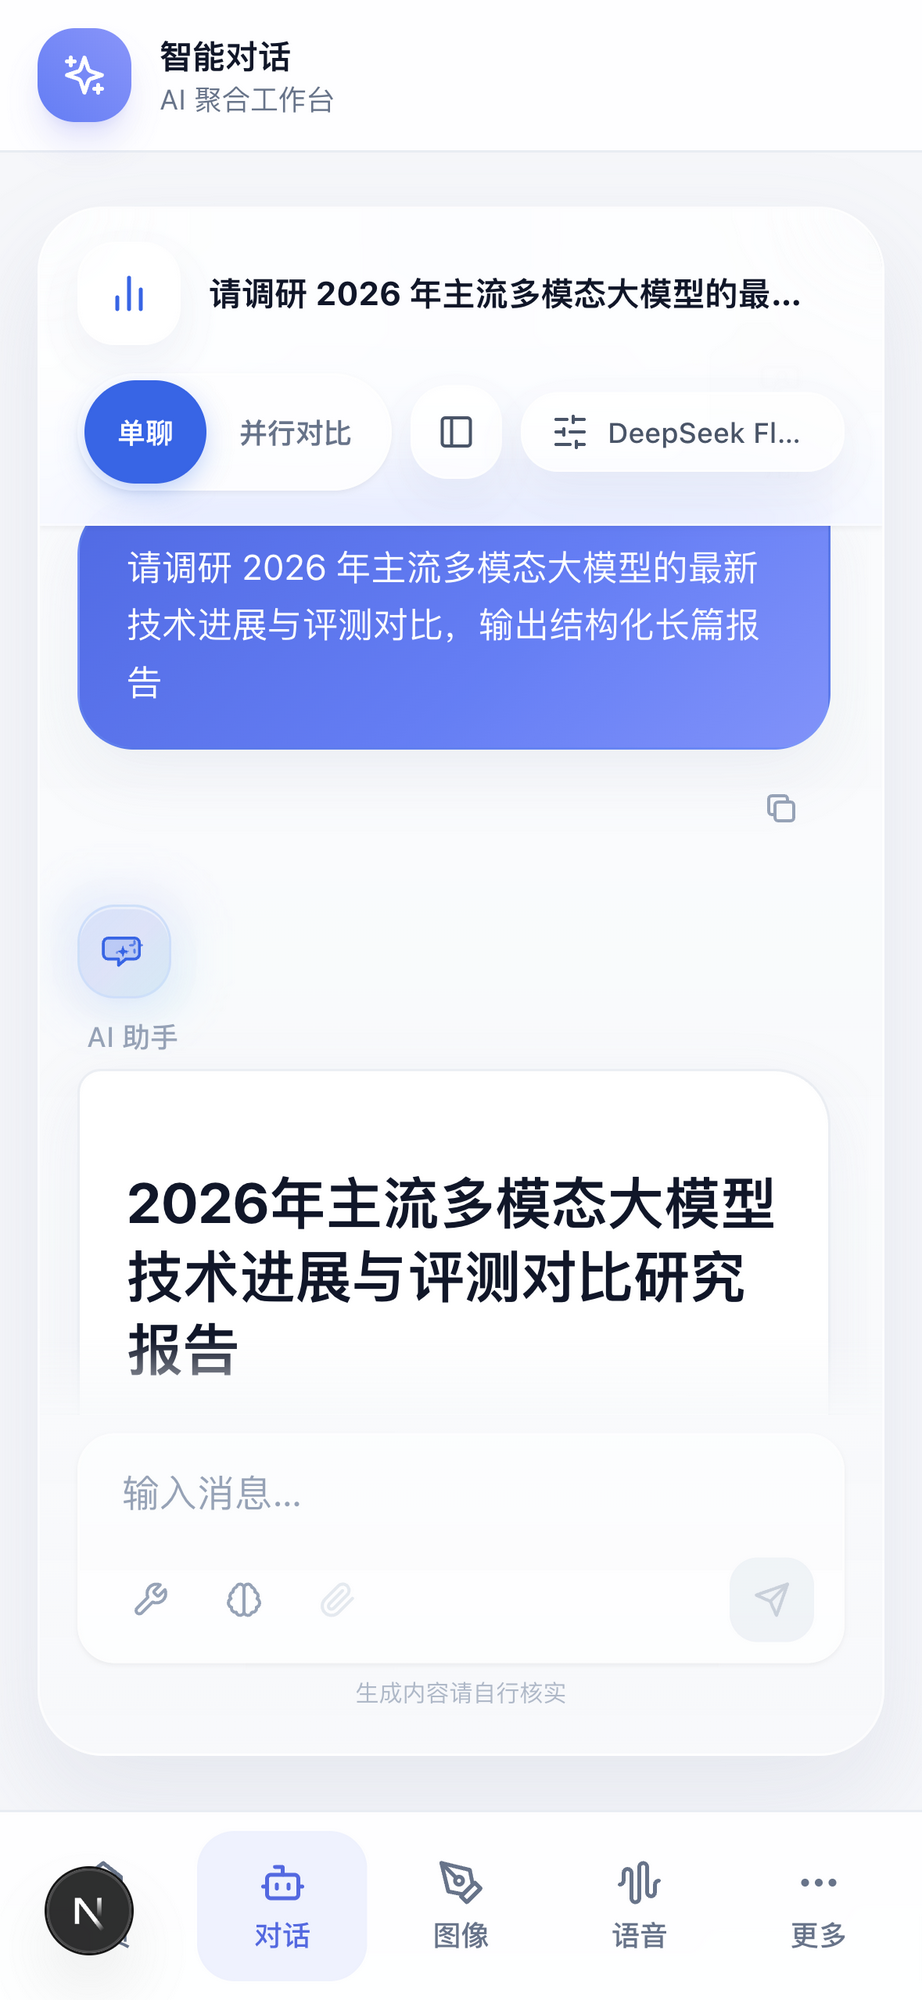 智能对话
AI 聚合工作台
请调研 2026 年主流多模态大模型的最...
单聊
并行对比
DeepSeek Fl...
请调研 2026 年主流多模态大模型的最新
技术进展与评测对比，输出结构化长篇报
告
AI 助手
2026年主流多模态大模型
技术进展与评测对比研究
报告
输入消息...
生成内容请自行核实
N
对话
图像
语音
更多